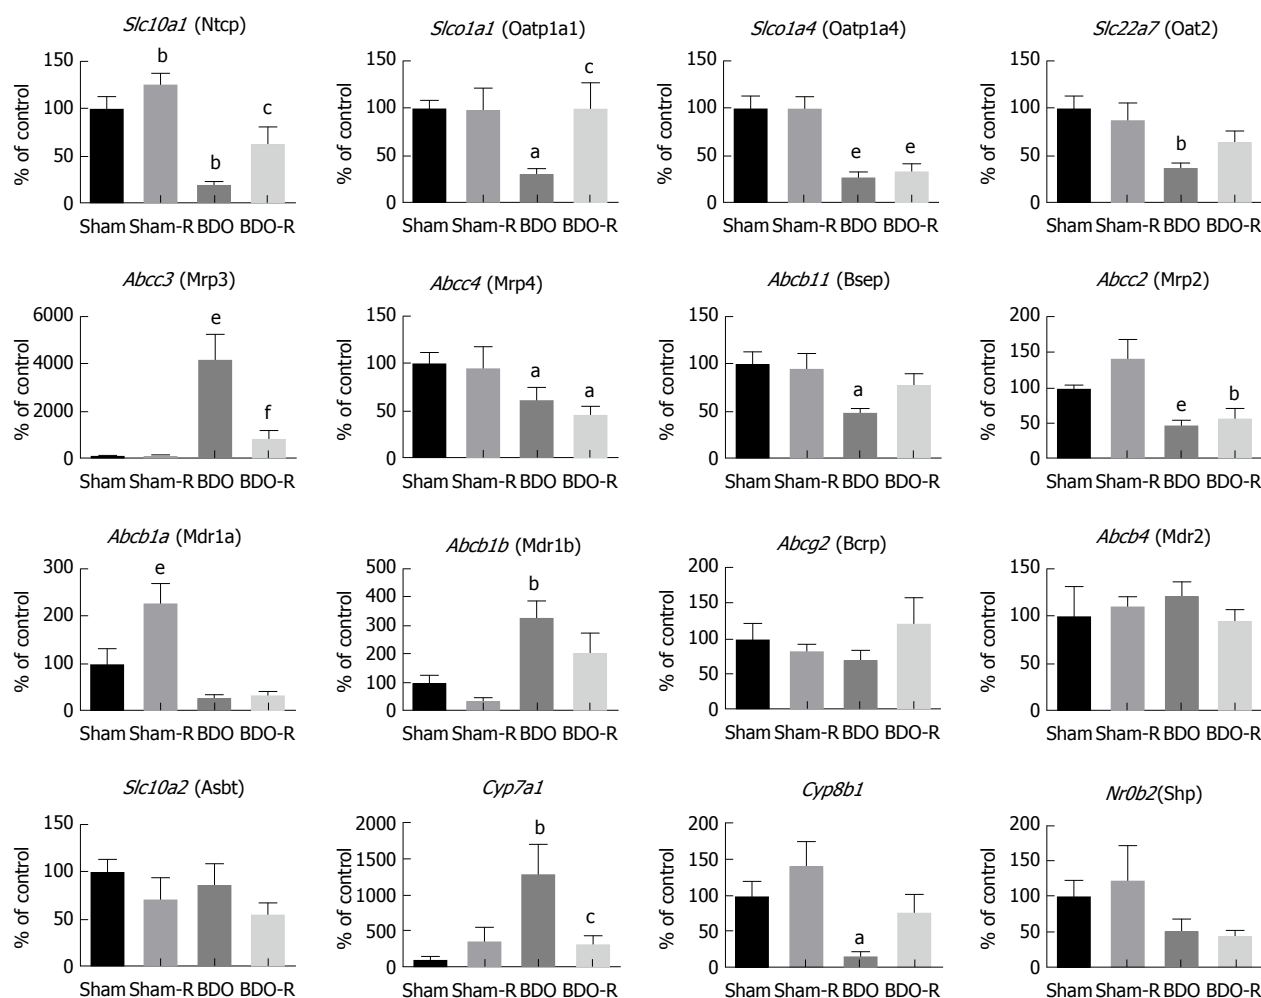 Slc10a1 (Ntcp)
% of control
150
100
50
0
b
b
c
Sham Sham-R BDO BDO-R
Slco1a1 (Oatp1a1)
% of control
150
100
50
0
a
c
Sham Sham-R BDO BDO-R
Slco1a4 (Oatp1a4)
% of control
150
100
50
0
e
e
Sham Sham-R BDO BDO-R
Slc22a7 (Oat2)
% of control
150
100
50
0
b
Sham Sham-R BDO BDO-R
Abcc3 (Mrp3)
% of control
6000
4000
2000
0
e
f
Sham Sham-R BDO BDO-R
Abcc4 (Mrp4)
% of control
150
100
50
0
a
a
Sham Sham-R BDO BDO-R
Abcb11 (Bsep)
% of control
150
100
50
0
a
Sham Sham-R BDO BDO-R
Abcc2 (Mrp2)
% of control
200
150
100
50
0
e
b
Sham Sham-R BDO BDO-R
Abcb1a (Mdr1a)
% of control
300
200
100
0
e
Sham Sham-R BDO BDO-R
Abcb1b (Mdr1b)
% of control
500
400
300
200
100
0
b
Sham Sham-R BDO BDO-R
Abcg2 (Bcrp)
% of control
200
150
100
50
0
Sham Sham-R BDO BDO-R
Abcb4 (Mdr2)
% of control
150
100
50
0
Sham Sham-R BDO BDO-R
Slc10a2 (Asbt)
% of control
150
100
50
0
Sham Sham-R BDO BDO-R
Cyp7a1
% of control
2000
1500
1000
500
0
b
c
Sham Sham-R BDO BDO-R
Cyp8b1
% of control
200
150
100
50
0
a
Sham Sham-R BDO BDO-R
Nr0b2(Shp)
% of control
200
150
100
50
0
Sham Sham-R BDO BDO-R